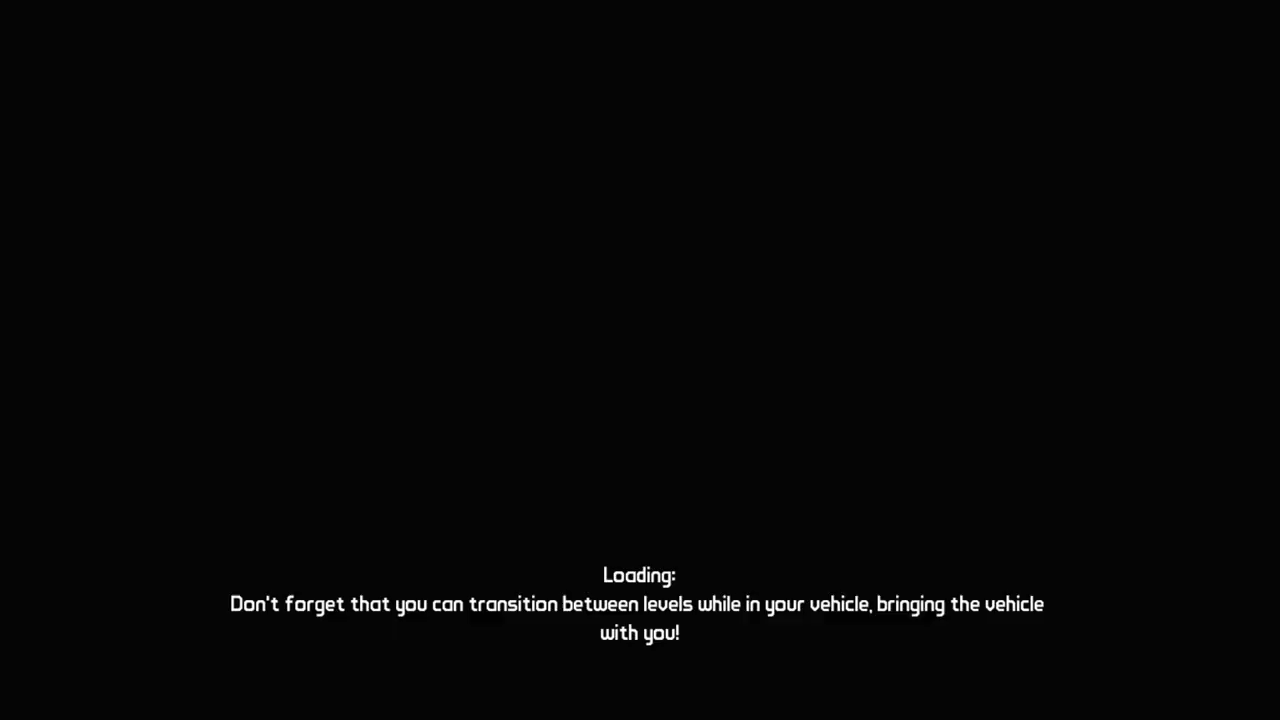 Loading:
Don't forget that you can transition between levels while in your vehicle, bringing the vehicle
with you!